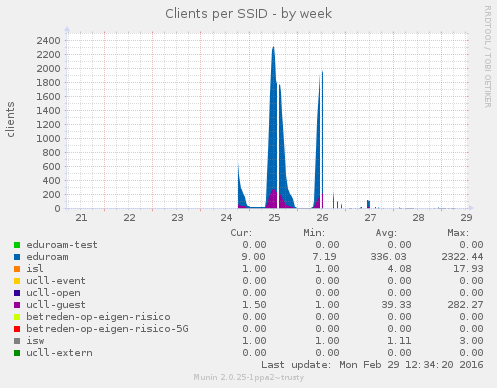 Clients per SSID - by week
RRDTOOL / TOBI OETIKER
clients
2400
2200
2000
1800
1600
1400
1200
1000
800
600
400
200
0
21 22 23 24 25 26 27 28 29
Cur: Min: Avg: Max:
eduroam-test 0.00 0.00 0.00 0.00
eduroam 9.00 7.19 336.03 2322.44
isl 1.00 1.00 4.08 17.93
ucll-event 0.00 0.00 0.00 0.00
ucll-open 0.00 0.00 0.00 0.00
ucll-guest 1.50 1.00 39.33 282.27
betreden-op-eigen-risico 0.00 0.00 0.00 0.00
betreden-op-eigen-risico-5G 0.00 0.00 0.00 0.00
isw 1.00 1.00 1.11 3.00
ucll-extern 0.00 0.00 0.00 0.00
Last update: Mon Feb 29 12:34:20 2016
Munin 2.0.25-1ppa2~trusty